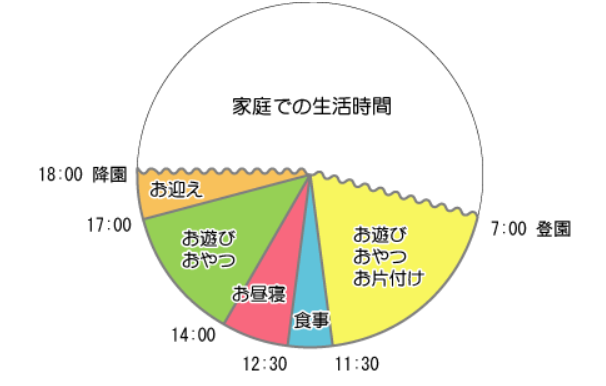 家庭での生活時間
18:00 降園
お迎え
17:00
お遊び
おやつ
14:00
お昼寝
12:30
食事
11:30
お遊び
おやつ
お片付け
7:00 登園